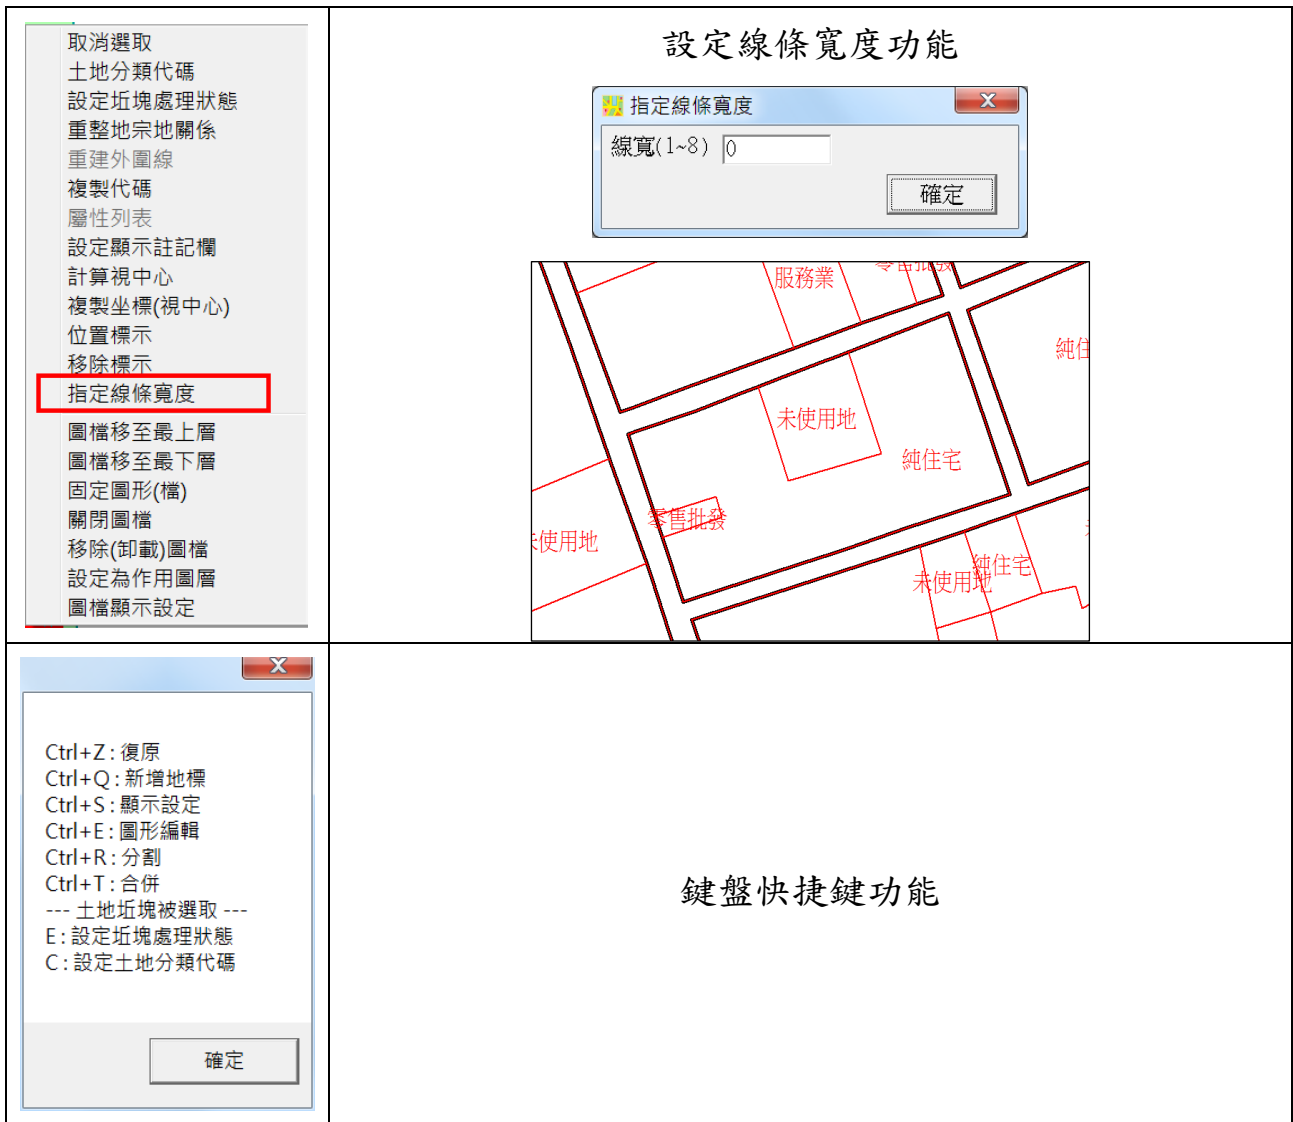 取消選取
土地分類代碼
設定坵塊處理狀態
重整地宗地關係
重建外圍線
複製代碼
屬性列表
設定顯示註記欄
計算視中心
複製坐標(視中心)
位置標示
移除標示
指定線條寬度
圖檔移至最上層
圖檔移至最下層
固定圖形(檔)
關閉圖檔
移除(卸載)圖檔
設定為作用圖層
圖檔顯示設定
設定線條寬度功能
指定線條寬度
線寬(1~8) 0
確定
服務業
零售批發
純住
未使用地
純住宅
零售批發
使用地
純住宅
未使用地
Ctrl+Z : 復原
Ctrl+Q : 新增地標
Ctrl+S : 顯示設定
Ctrl+E : 圖形編輯
Ctrl+R : 分割
Ctrl+T : 合併
--- 土地坵塊被選取 ---
E : 設定坵塊處理狀態
C : 設定土地分類代碼
確定
鍵盤快捷鍵功能